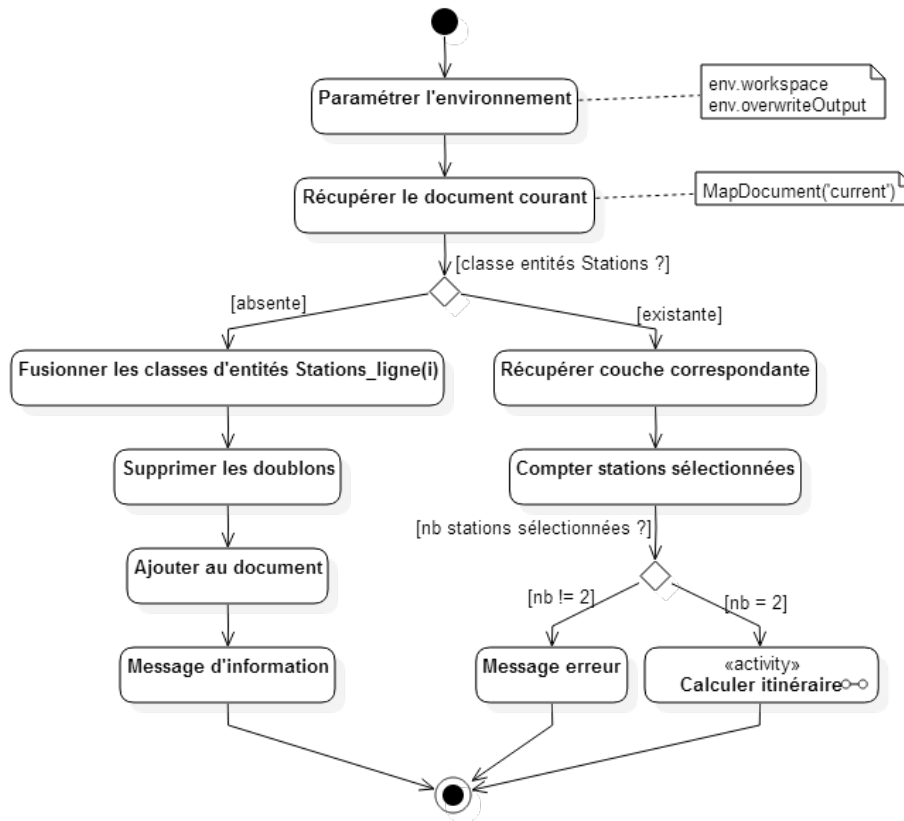 Paramétrer l'environnement
env.workspace
env.overwriteOutput
Récupérer le document courant
MapDocument('current')
[classe entités Stations ?]
[absente]
[existante]
Fusionner les classes d'entités Stations_ligne(i)
Récupérer couche correspondante
Supprimer les doublons
Compter stations sélectionnées
[nb stations sélectionnées ?]
Ajouter au document
[nb != 2]
[nb = 2]
Message d'information
Message erreur
«activity»
Calculer itinéraire